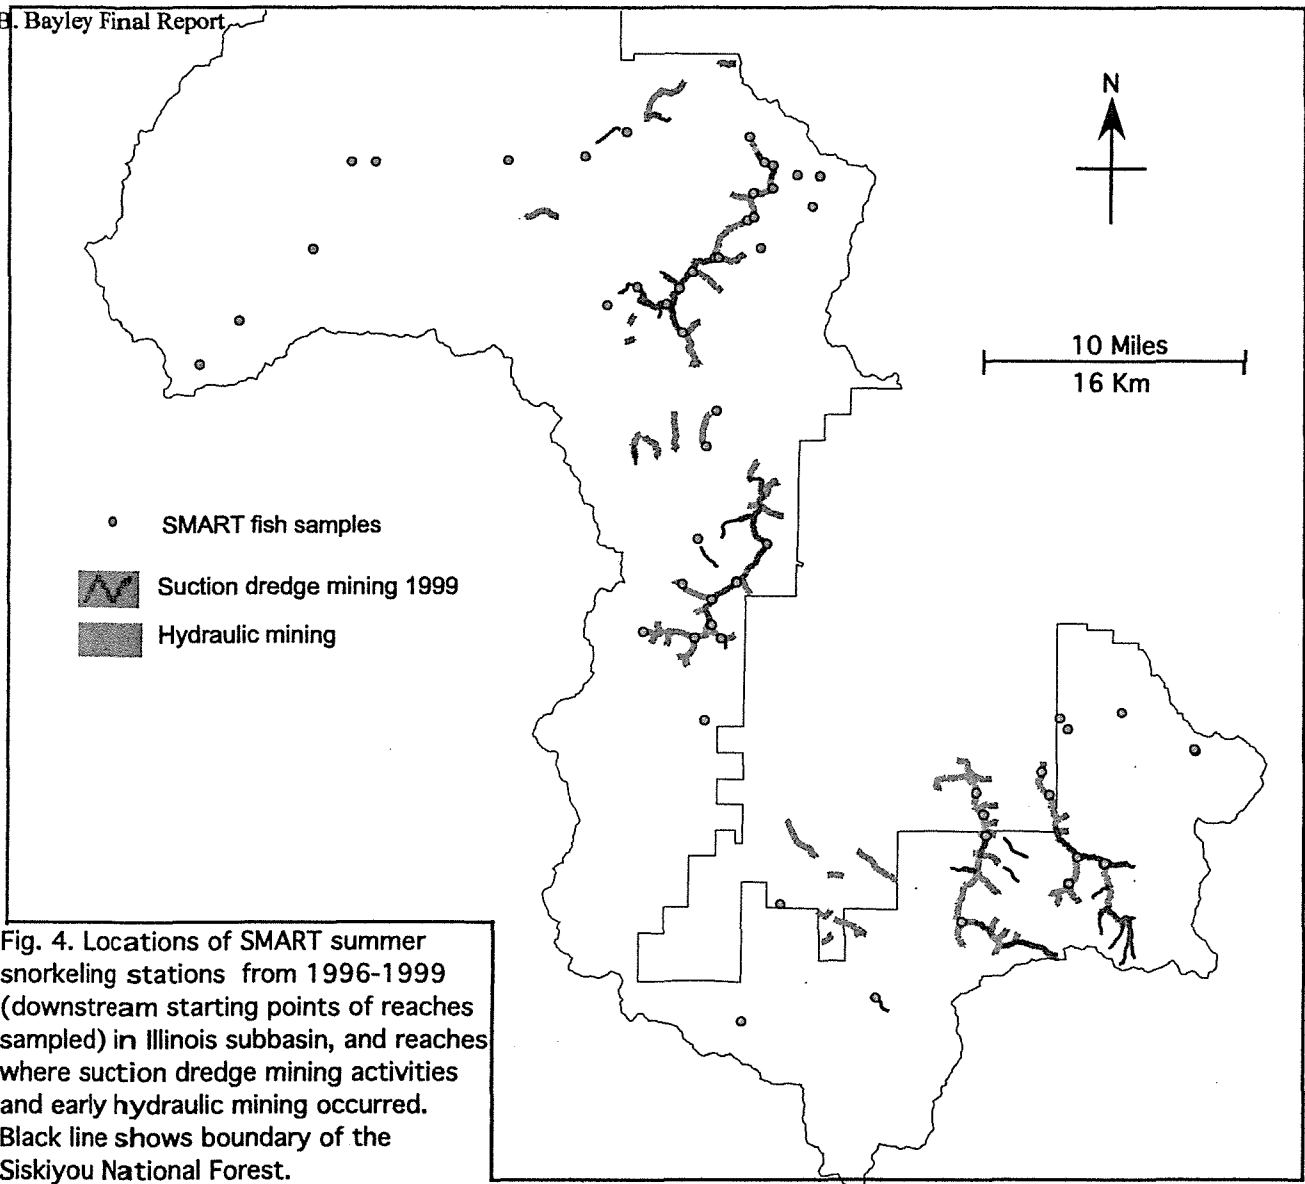 B. Bayley Final Report
N
10 Miles
16 Km
SMART fish samples
Suction dredge mining 1999
Hydraulic mining
Fig. 4. Locations of SMART summer
snorkeling stations from 1996-1999
(downstream starting points of reaches
sampled) in Illinois subbasin, and reaches
where suction dredge mining activities
and early hydraulic mining occurred.
Black line shows boundary of the
Siskiyou National Forest.